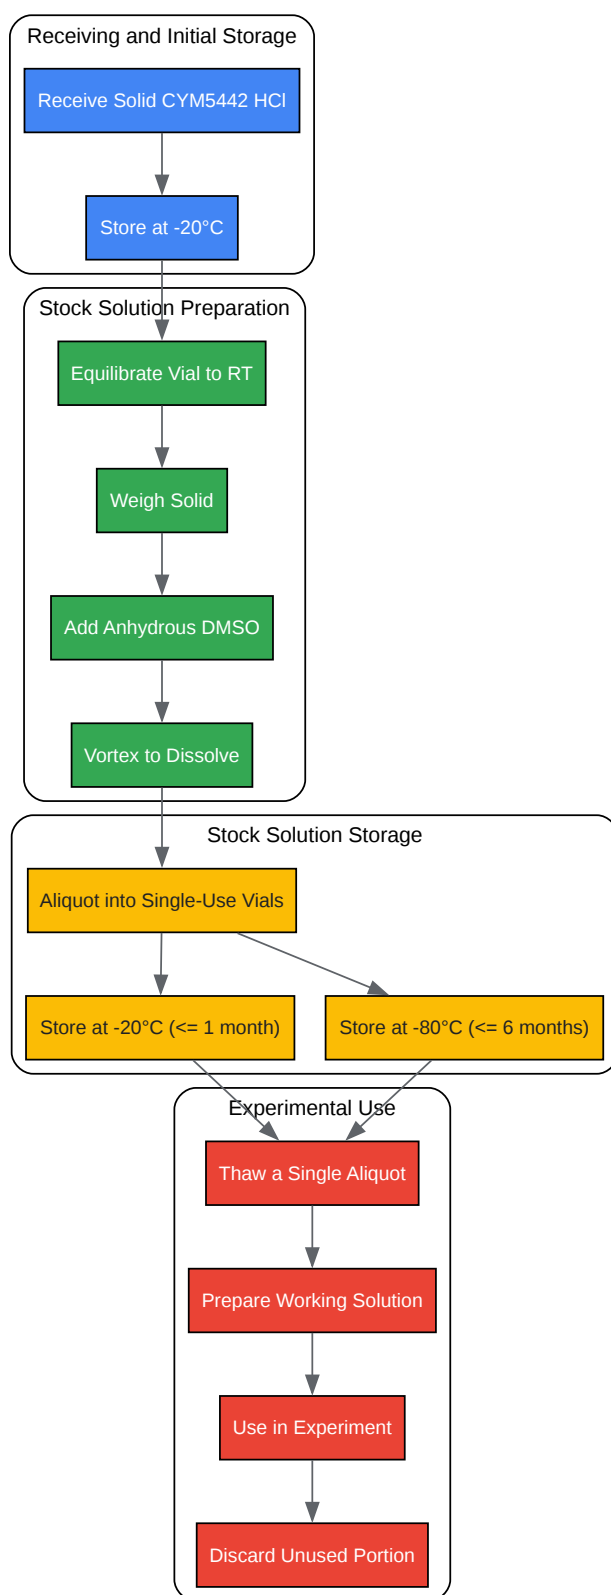 Receiving and Initial Storage
Receive Solid CYM5442 HCl
Store at -20°C
Stock Solution Preparation
Equilibrate Vial to RT
Weigh Solid
Add Anhydrous DMSO
Vortex to Dissolve
Stock Solution Storage
Aliquot into Single-Use Vials
Store at -20°C (<= 1 month)
Store at -80°C (<= 6 months)
Experimental Use
Thaw a Single Aliquot
Prepare Working Solution
Use in Experiment
Discard Unused Portion